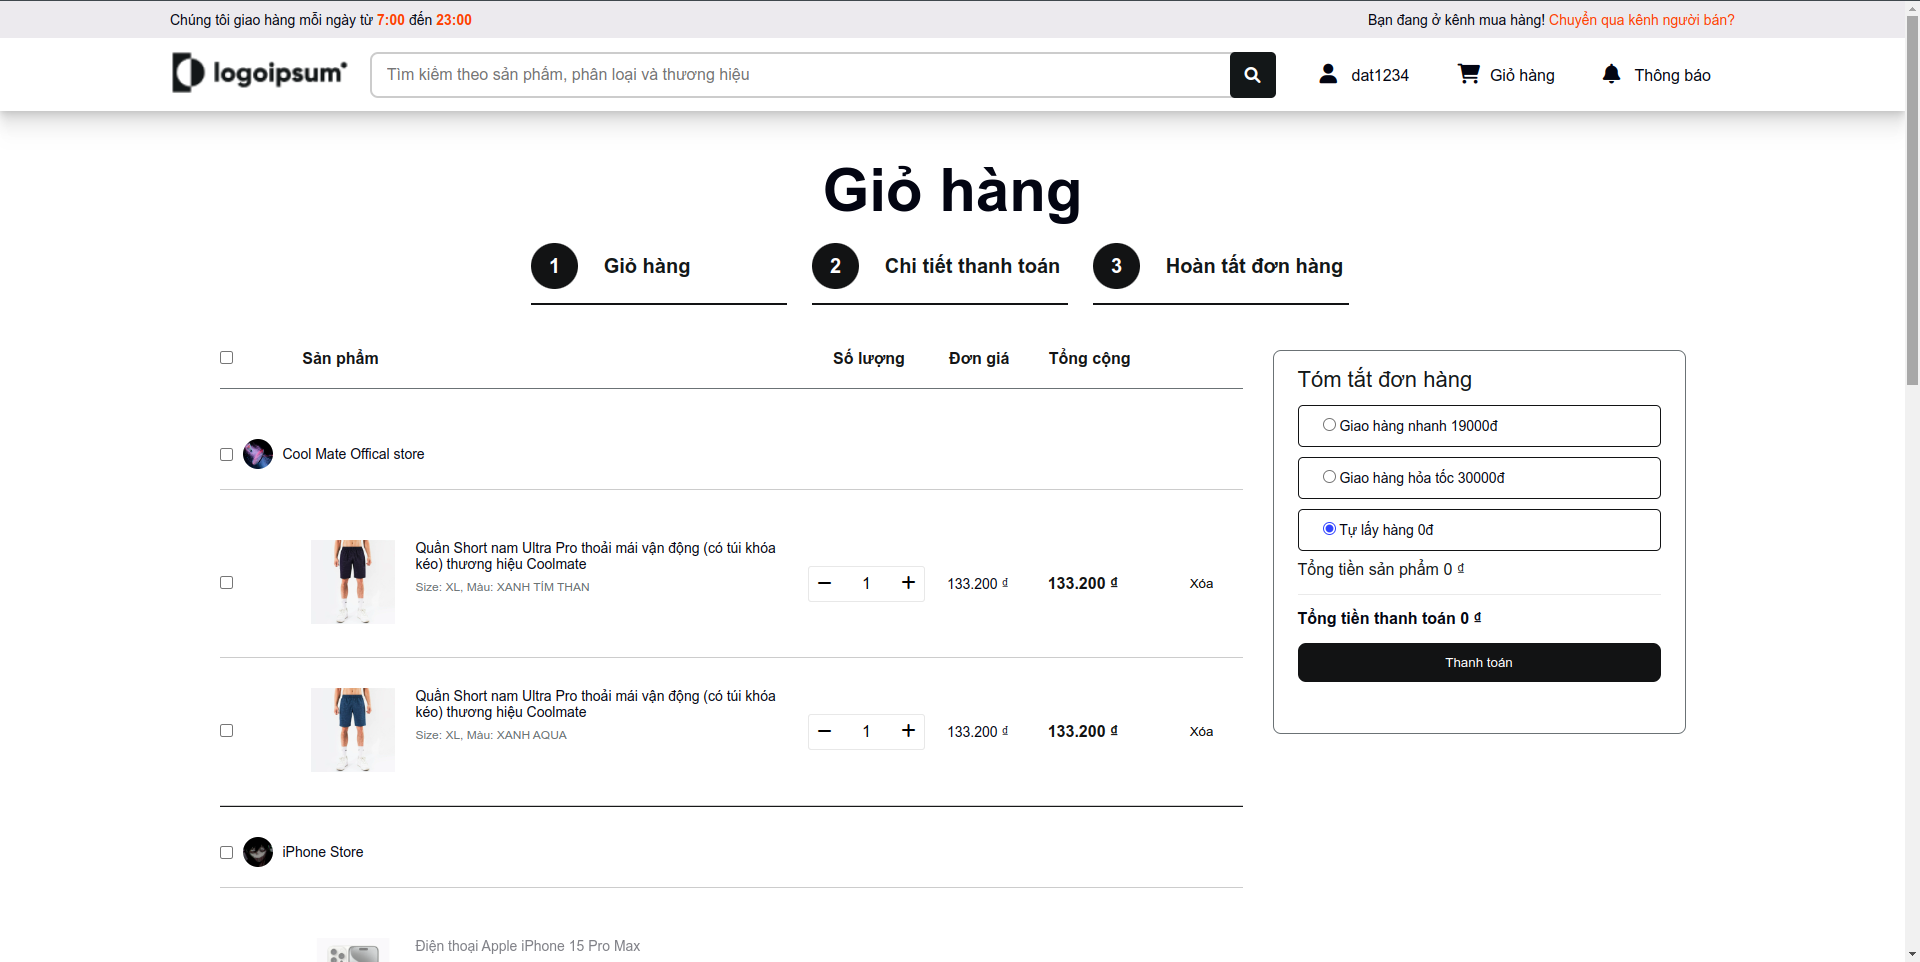 Chúng tôi giao hàng mỗi ngày từ 7:00 đến 23:00
Bạn đang ở kênh mua hàng! Chuyển qua kênh người bán?
logoipsum
Tìm kiếm theo sản phẩm, phân loại và thương hiệu
dat1234
Giỏ hàng
Thông báo
Giỏ hàng
1 Giỏ hàng
2 Chi tiết thanh toán
3 Hoàn tất đơn hàng
Sản phẩm
Số lượng
Đơn giá
Tổng cộng
Cool Mate Offical store
Quần Short nam Ultra Pro thoải mái vận động (có túi khóa
kéo) thương hiệu Coolmate
Size: XL, Màu: XANH TÍM THAN
1
133.200 ₫
133.200 ₫
Xóa
Quần Short nam Ultra Pro thoải mái vận động (có túi khóa
kéo) thương hiệu Coolmate
Size: XL, Màu: XANH AQUA
1
133.200 ₫
133.200 ₫
Xóa
iPhone Store
Điện thoại Apple iPhone 15 Pro Max
Tóm tắt đơn hàng
Giao hàng nhanh 19000đ
Giao hàng hỏa tốc 30000đ
Tự lấy hàng 0đ
Tổng tiền sản phẩm 0 ₫
Tổng tiền thanh toán 0 ₫
Thanh toán